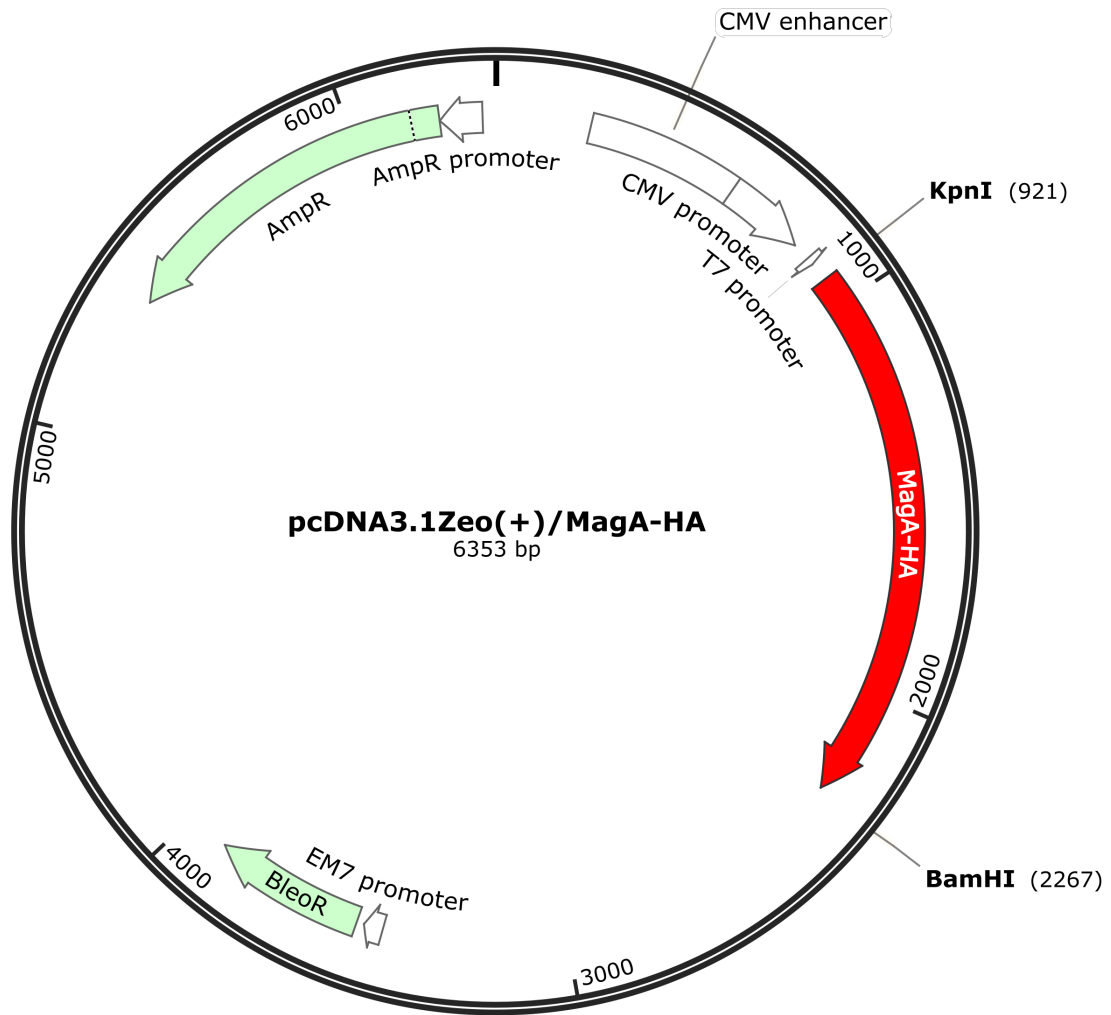 CMV enhancer
6000
AmpR promoter
AmpR
CMV promoter
T7 promoter
KpnI (921)
1000
MagA-HA
5000
pcDNA3.1Zeo(+)/MagA-HA
6353 bp
2000
BamHI (2267)
EM7 promoter
BleoR
4000
3000